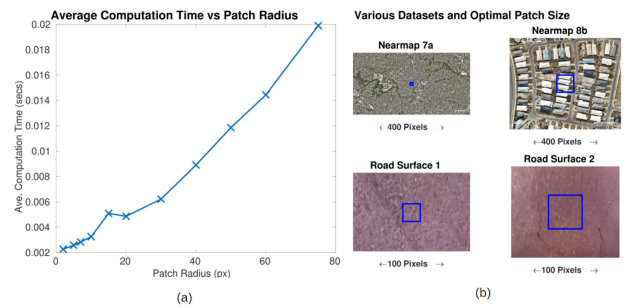 Average Computation Time vs Patch Radius
0.02
0.018
0.016
0.014
0.012
0.01
0.008
0.006
0.004
0.002
0
20
40
60
80
Ave. Computation Time (secs)
Patch Radius (px)
(a)
Various Datasets and Optimal Patch Size
Nearmap 7a
Nearmap 8b
‹ 400 Pixels ›
←400 Pixels →
Road Surface 1
Road Surface 2
←100 Pixels →
←100 Pixels →
(b)